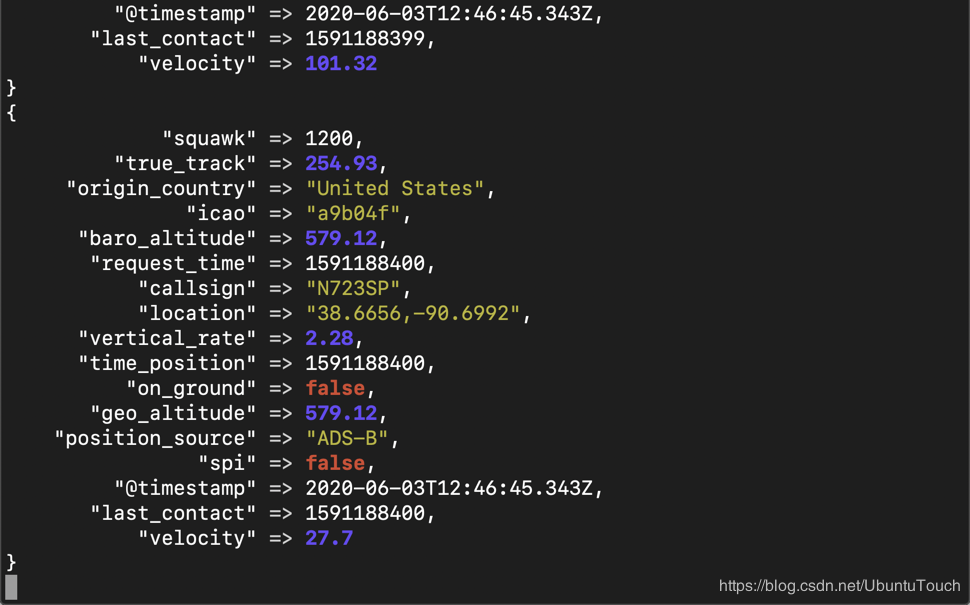 "@timestamp" => 2020-06-03T12:46:45.343Z,
"last_contact" => 1591188399,
"velocity" => 101.32
}
{
"squawk" => 1200,
"true_track" => 254.93,
"origin_country" => "United States",
"icao" => "a9b04f",
"baro_altitude" => 579.12,
"request_time" => 1591188400,
"callsign" => "N723SP",
"location" => "38.6656,-90.6992",
"vertical_rate" => 2.28,
"time_position" => 1591188400,
"on_ground" => false,
"geo_altitude" => 579.12,
"position_source" => "ADS-B",
"spi" => false,
"@timestamp" => 2020-06-03T12:46:45.343Z,
"last_contact" => 1591188400,
"velocity" => 27.7
}
https://blog.csdn.net/UbuntuTouch